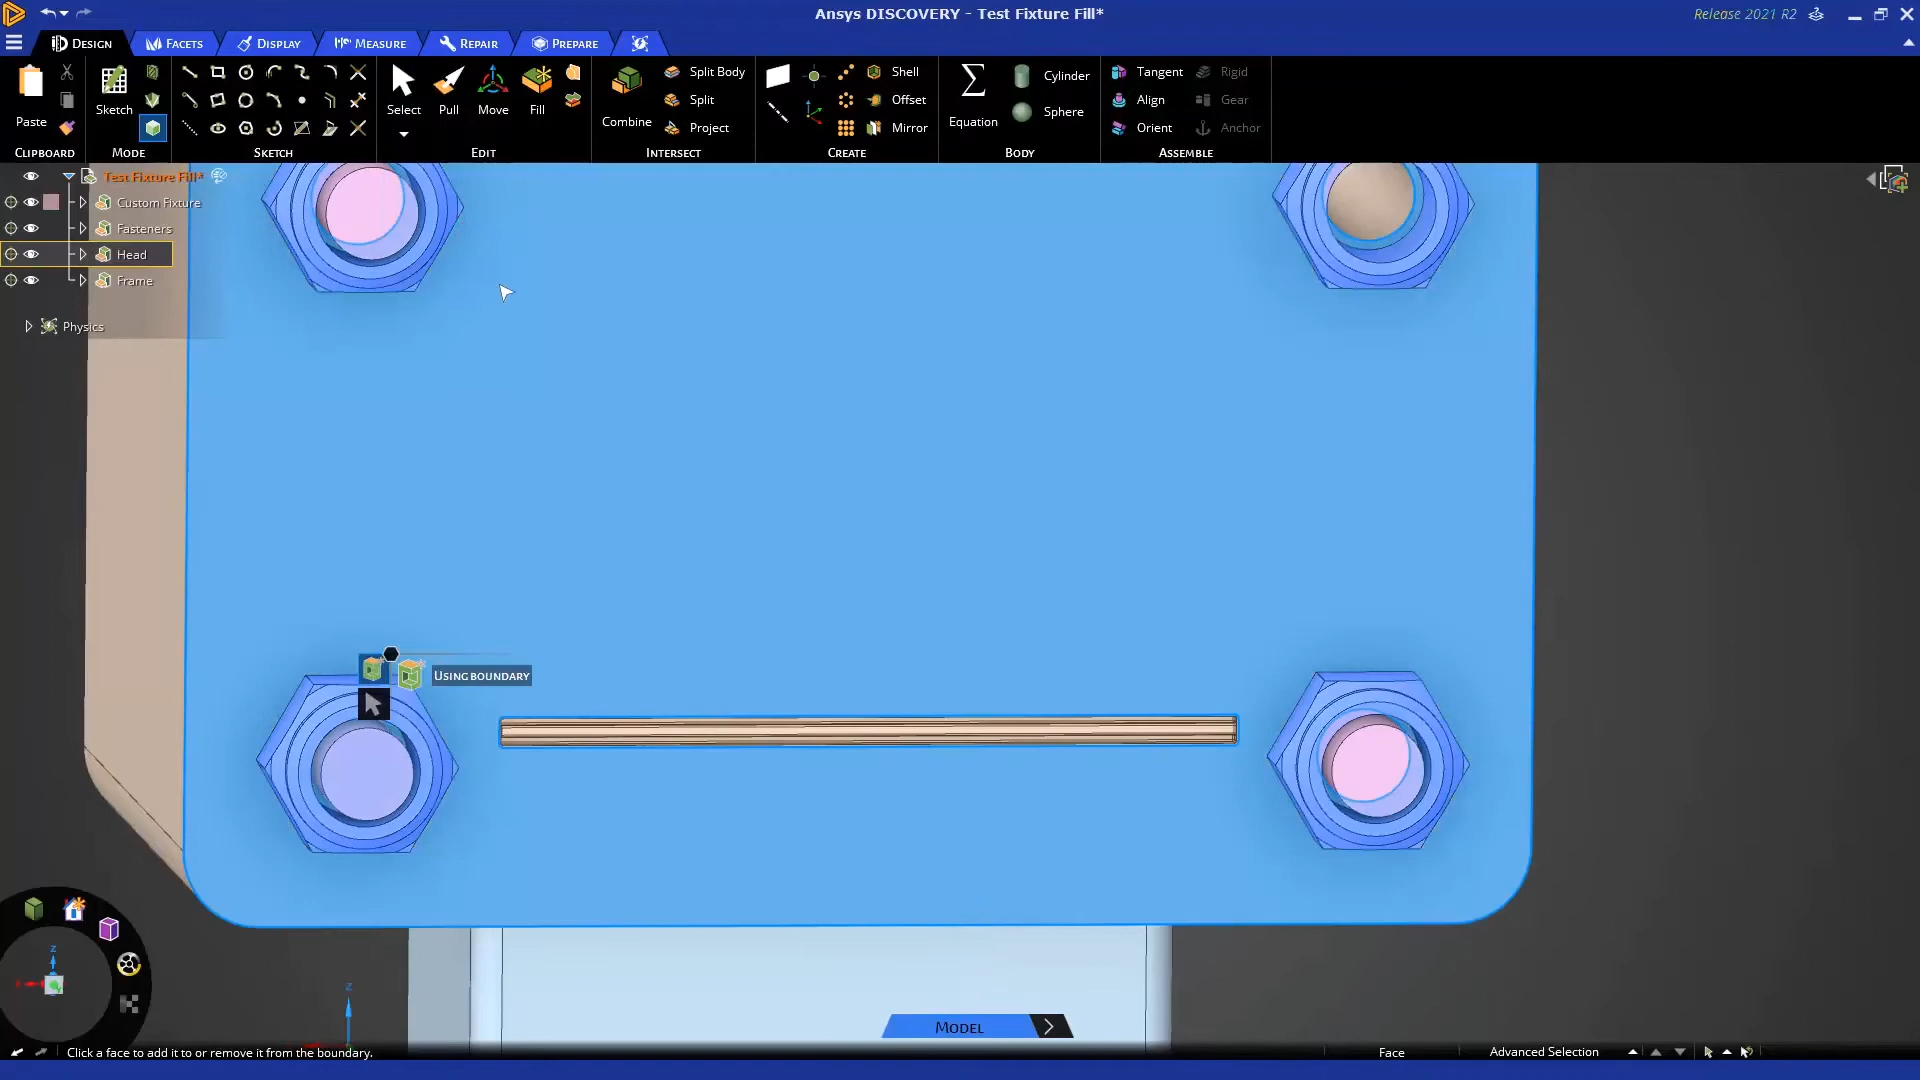 Ansys DISCOVERY - Test Fixture Fill*
Release 2021 R2
Design
Facets
Display
Measure
Repair
Prepare
Paste
Sketch
Select
Pull
Move
Fill
Combine
Split Body
Split
Project
Shell
Offset
Mirror
Equation
Cylinder
Sphere
Tangent
Align
Orient
Rigid
Gear
Anchor
Clipboard
Mode
Sketch
Edit
Intersect
Create
Body
Assemble
Test Fixture Fill*
Custom Fixture
Fasteners
Head
Frame
Physics
Using boundary
z
x
z
Model
Click a face to add it to or remove it from the boundary.
Face
Advanced Selection